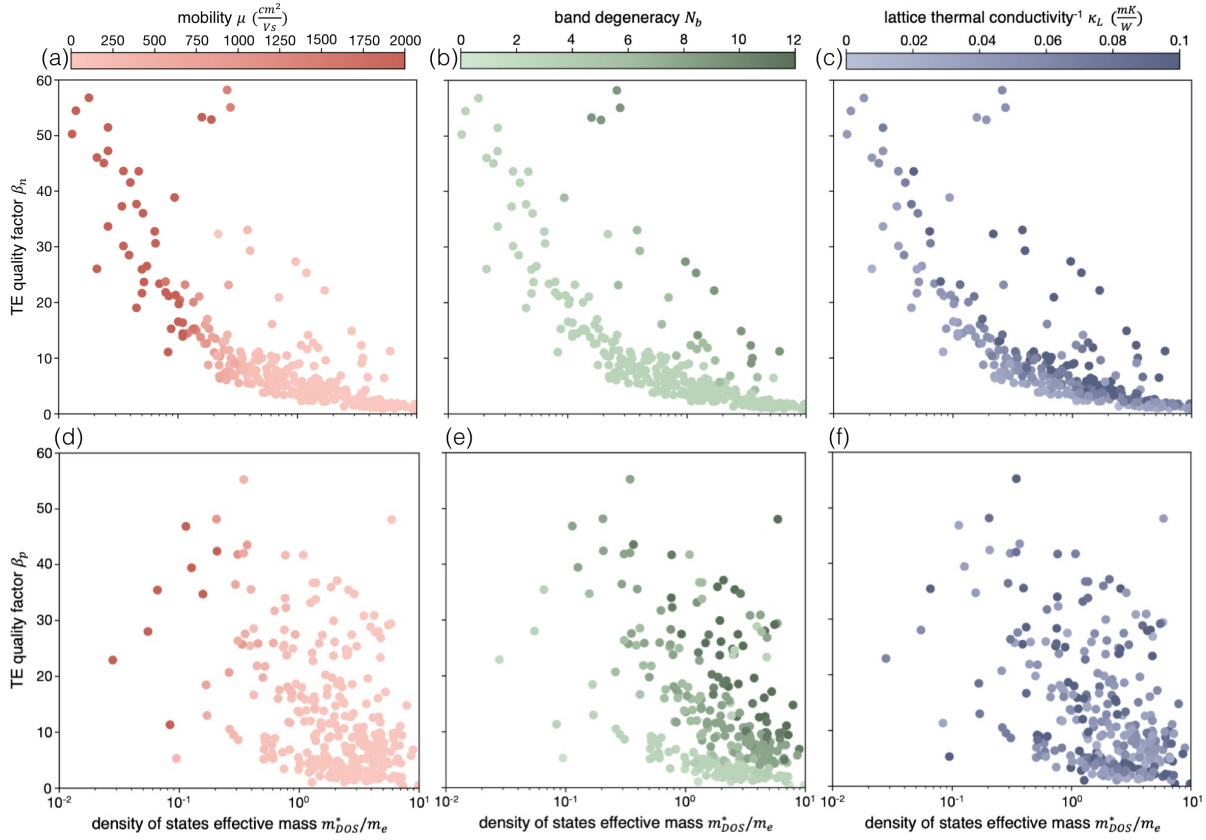 mobility μ (cm²/Vs)
0 250 500 750 1000 1250 1500 1750 2000
band degeneracy N_b
0 2 4 6 8 10 12
lattice thermal conductivity⁻¹ κ_L (mK/W)
0 0.02 0.04 0.06 0.08 0.1
(a) (b) (c)
TE quality factor β_n
60
50
40
30
20
10
0
(d) (e) (f)
TE quality factor β_p
60
50
40
30
20
10
0
10⁻² 10⁻¹ 10⁰ 10¹ 10⁻² 10⁻¹ 10⁰ 10¹ 10⁻² 10⁻¹ 10⁰ 10¹
density of states effective mass m*_DOS/m_e density of states effective mass m*_DOS/m_e density of states effective mass m*_DOS/m_e